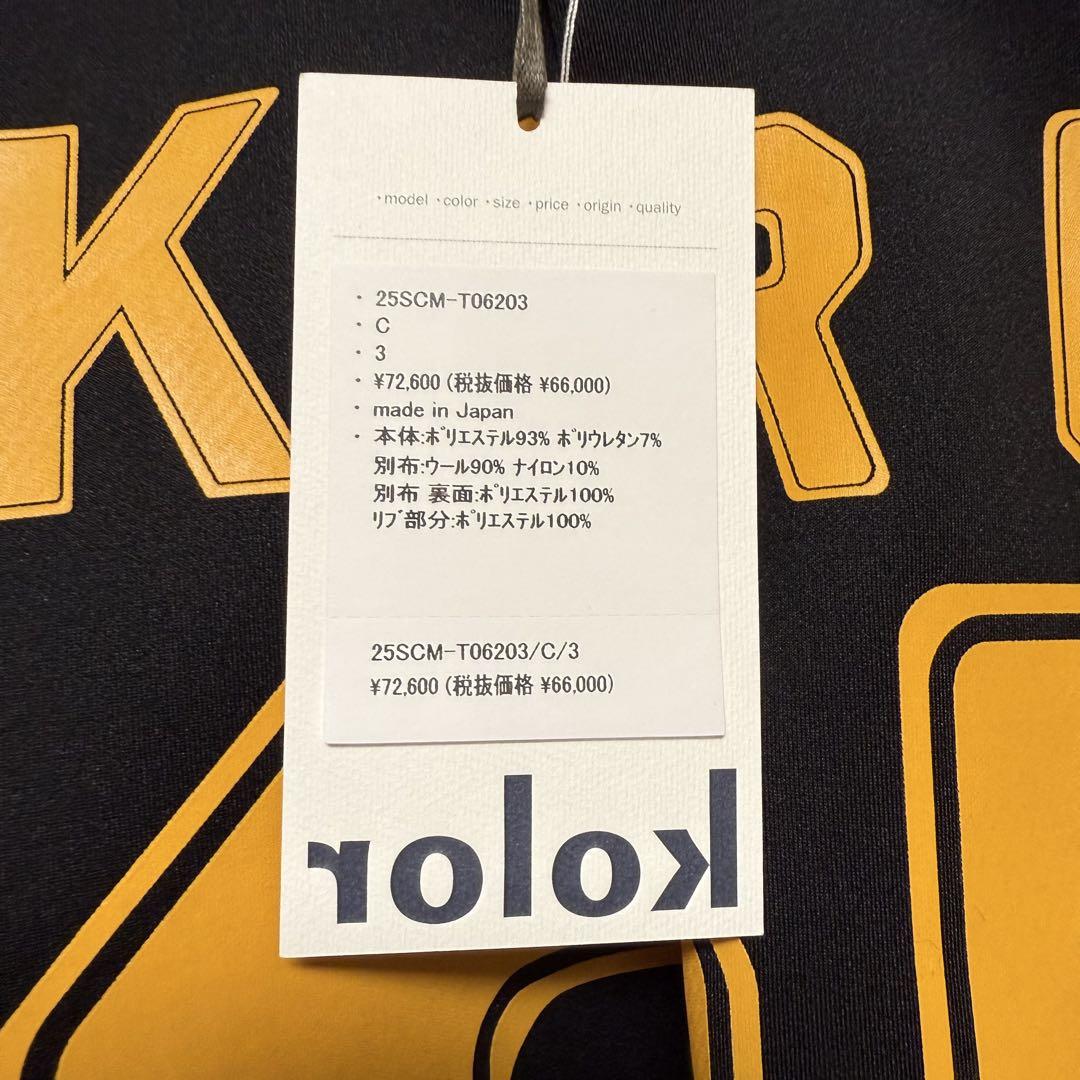 K R
・model ・color ・size ・price ・origin ・quality
・ 25SCM-T06203
・ C
・ 3
・ ¥72,600 (税抜価格 ¥66,000)
・ made in Japan
・ 本体:ﾎﾟﾘｴｽﾃﾙ93% ﾎﾟﾘｳﾚﾀﾝ7%
別布:ｳｰﾙ90% ﾅｲﾛﾝ10%
別布 裏面:ﾎﾟﾘｴｽﾃﾙ100%
ﾘﾌﾞ部分:ﾎﾟﾘｴｽﾃﾙ100%
25SCM-T06203/C/3
¥72,600 (税抜価格 ¥66,000)
kolor